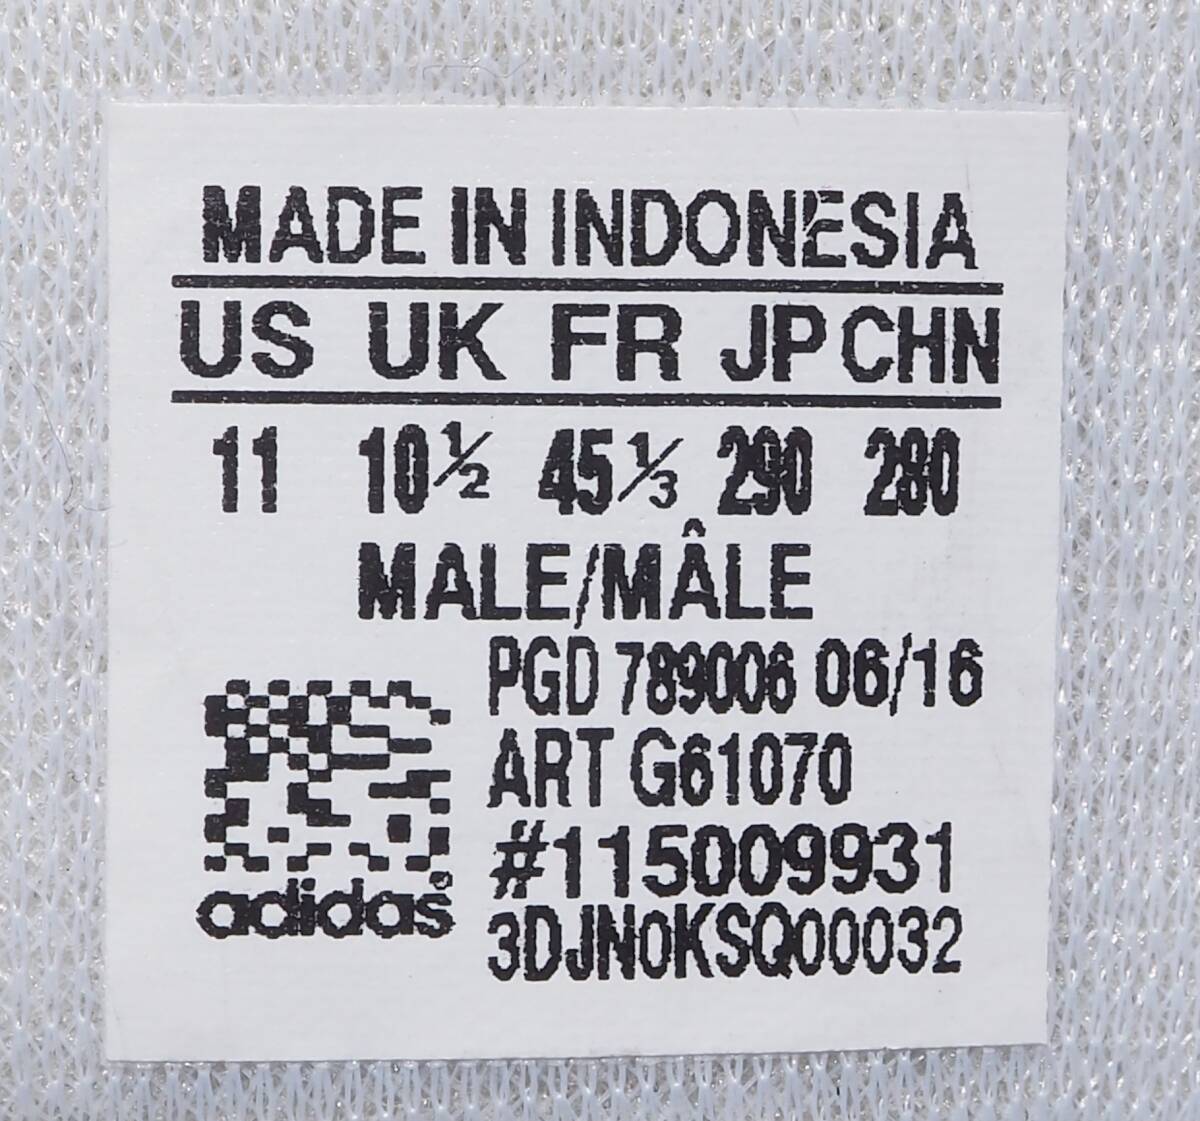 MADE IN INDONESIA
US UK FR JP CHN
11 10½ 45⅓ 290 280
MALE/MÂLE
PGD 789006 06/16
ART G61070
#115009931
adidas®
3DJN0KSQ00032